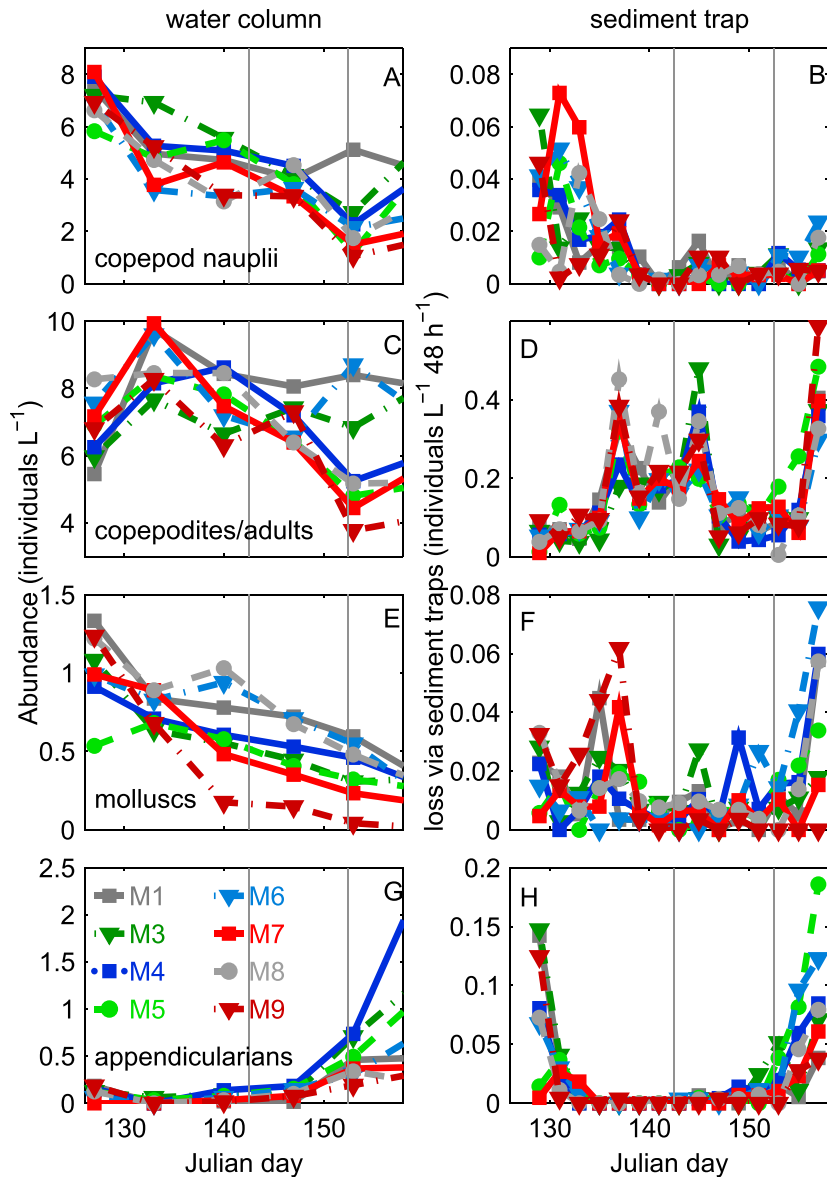 water column
sediment trap
Abundance (individuals L⁻¹)
loss via sediment traps (individuals L⁻¹ 48 h⁻¹)
8
6
4
2
0
A
copepod nauplii
0.08
0.06
0.04
0.02
0
B
10
8
6
4
C
copepodites/adults
0.4
0.2
0
D
1.5
1
0.5
0
E
molluscs
0.08
0.06
0.04
0.02
0
F
2.5
2
1.5
1
0.5
0
G
M1
M3
M4
M5
M6
M7
M8
M9
appendicularians
130
140
150
Julian day
0.2
0.15
0.1
0.05
0
H
130
140
150
Julian day